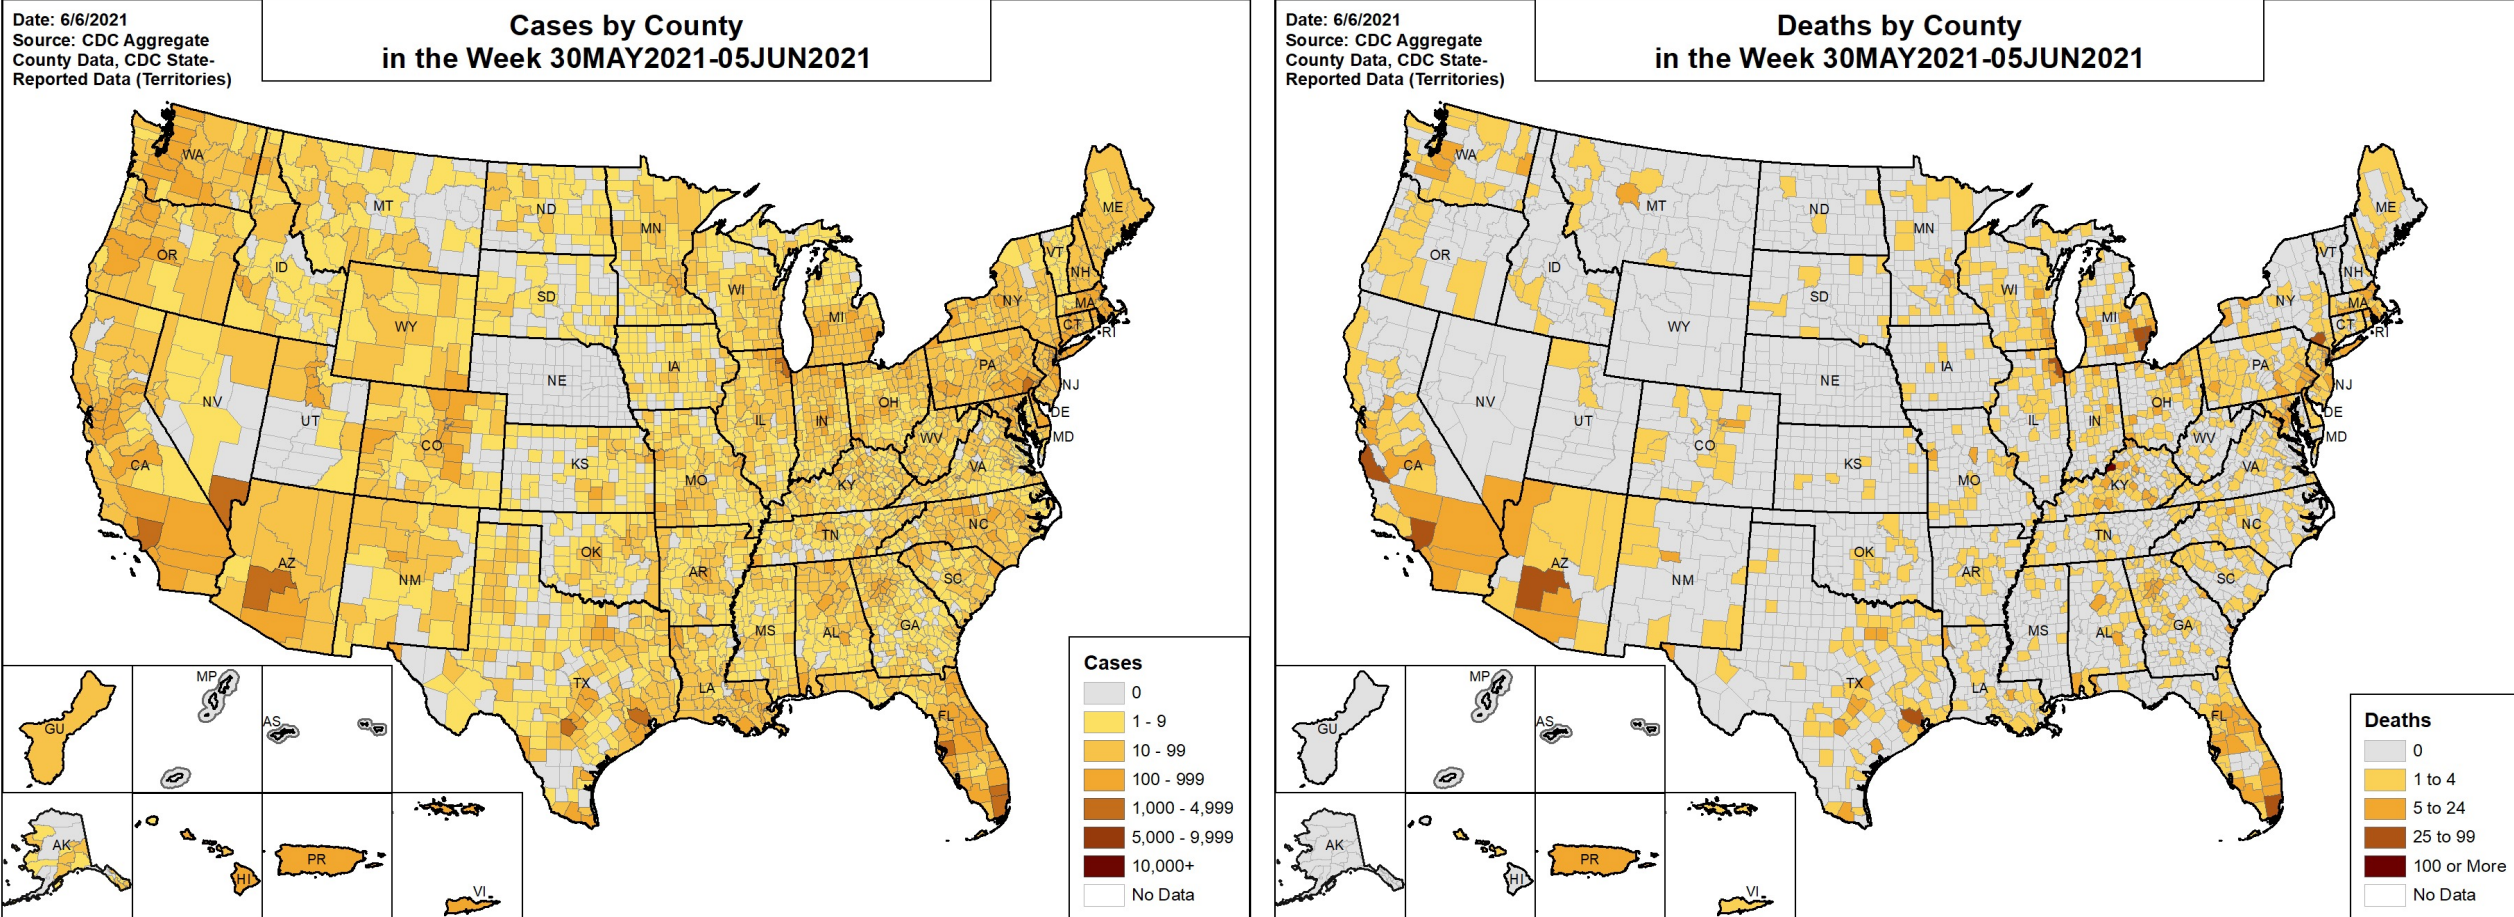 Date: 6/6/2021
Source: CDC Aggregate
County Data, CDC State-
Reported Data (Territories)
Cases by County
in the Week 30MAY2021-05JUN2021
WA
MT
ND
MN
ME
OR
ID
SD
WI
MI
VT
NH
NY
MA
CT
RI
WY
IA
PA
NJ
NE
NV
UT
IL
IN
OH
DE
MD
CO
CA
KS
MO
WV
VA
KY
NC
TN
OK
AZ
NM
AR
SC
MS
AL
GA
TX
LA
FL
GU
MP
AS
AK
HI
PR
VI
Cases
0
1 - 9
10 - 99
100 - 999
1,000 - 4,999
5,000 - 9,999
10,000+
No Data
Date: 6/6/2021
Source: CDC Aggregate
County Data, CDC State-
Reported Data (Territories)
Deaths by County
in the Week 30MAY2021-05JUN2021
WA
MT
ND
MN
ME
OR
ID
SD
WI
MI
VT
NH
NY
MA
CT
RI
WY
IA
PA
NJ
NE
NV
UT
IL
IN
OH
DE
MD
CO
CA
KS
MO
WV
VA
KY
NC
TN
OK
AZ
NM
AR
SC
MS
AL
GA
TX
LA
FL
GU
MP
AS
AK
HI
PR
VI
Deaths
0
1 to 4
5 to 24
25 to 99
100 or More
No Data